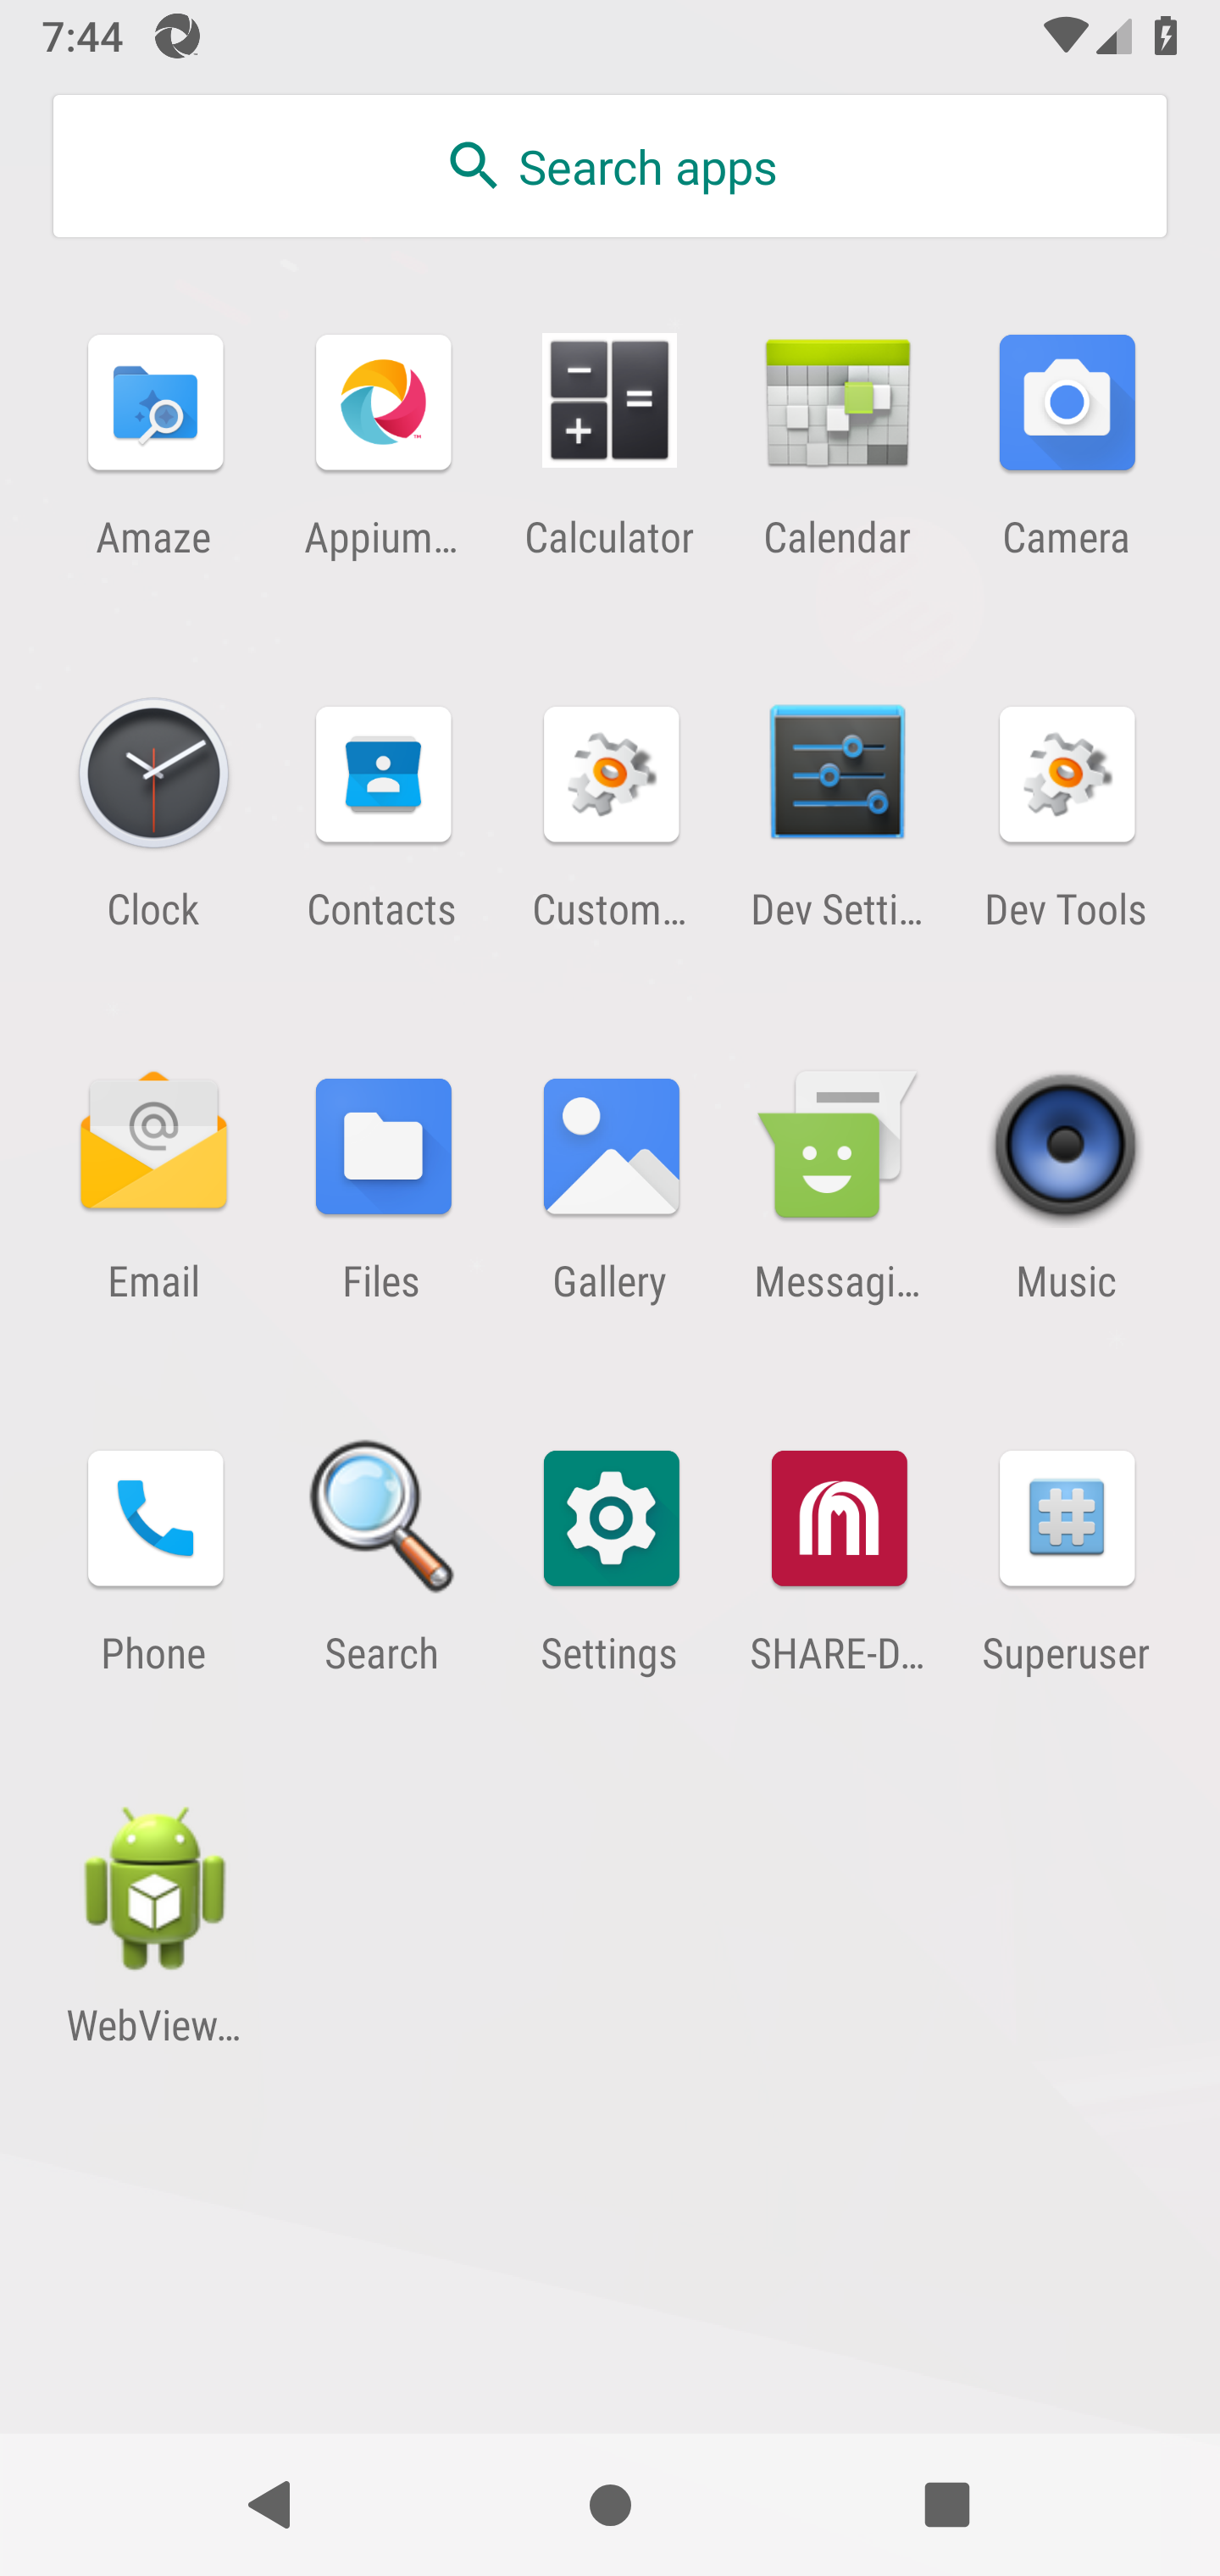 7:44
Search apps
Amaze Appium… Calculator Calendar Camera
Clock Contacts Custom… Dev Setti… Dev Tools
Email Files Gallery Messagi… Music
Phone Search Settings SHARE-D… Superuser
WebView…